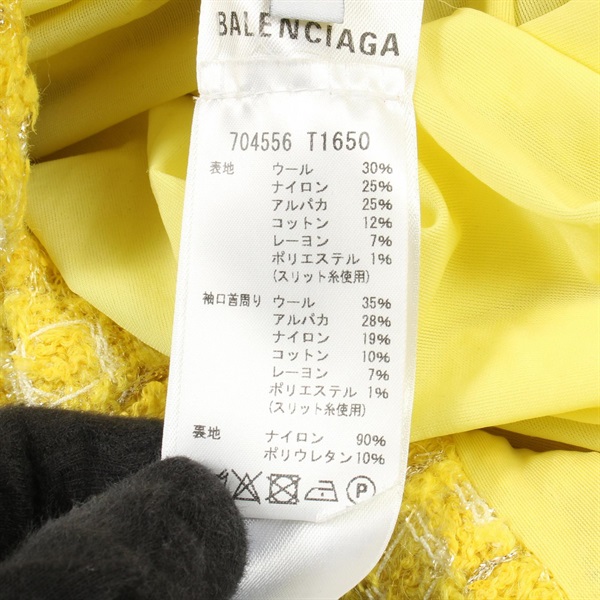 BALENCIAGA
704556 T1650
表地 ウール 30%
ナイロン 25%
アルパカ 25%
コットン 12%
レーヨン 7%
ポリエステル 1%
(スリット糸使用)
袖口首周り ウール 35%
アルパカ 28%
ナイロン 19%
コットン 10%
レーヨン 7%
ポリエステル 1%
(スリット糸使用)
裏地 ナイロン 90%
ポリウレタン 10%
P